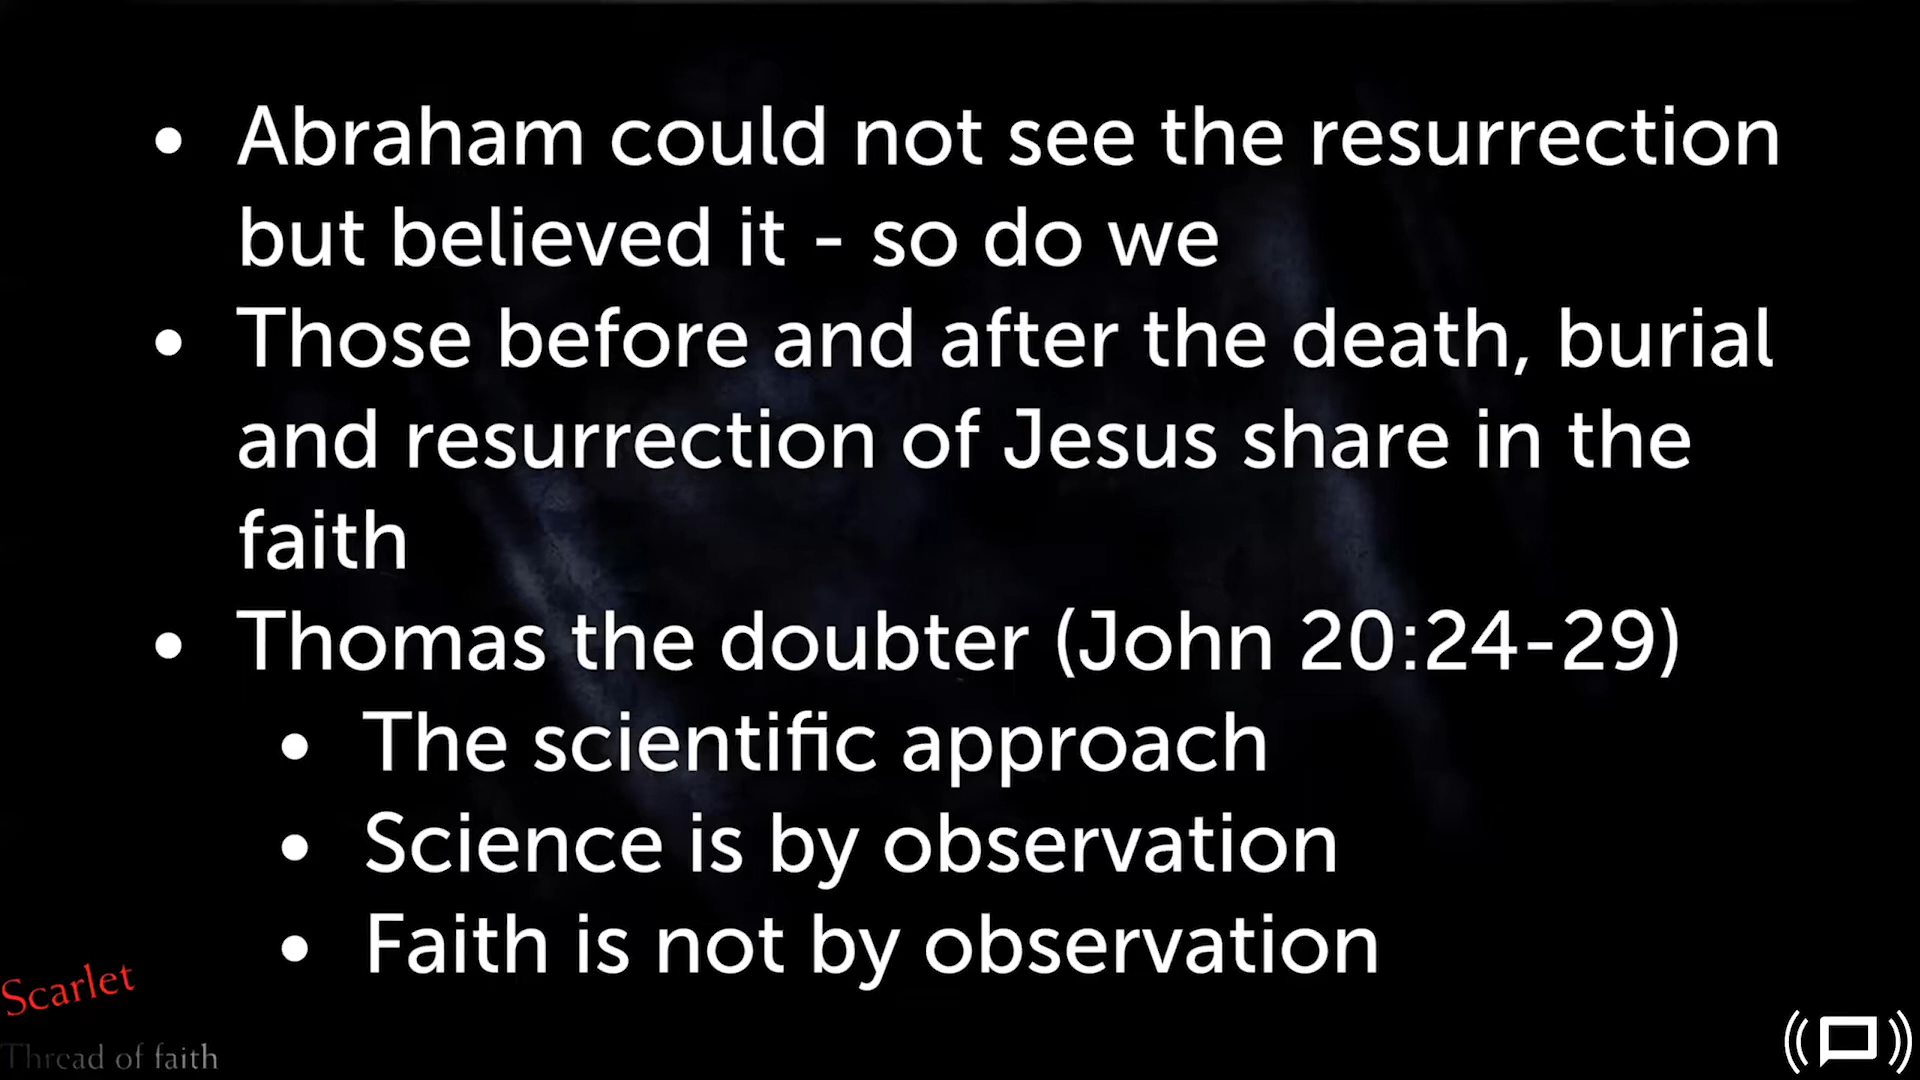 • Abraham could not see the resurrection
but believed it - so do we
• Those before and after the death, burial
and resurrection of Jesus share in the
faith
• Thomas the doubter (John 20:24-29)
• The scientific approach
• Science is by observation
• Faith is not by observation
Scarlet
Thread of faith